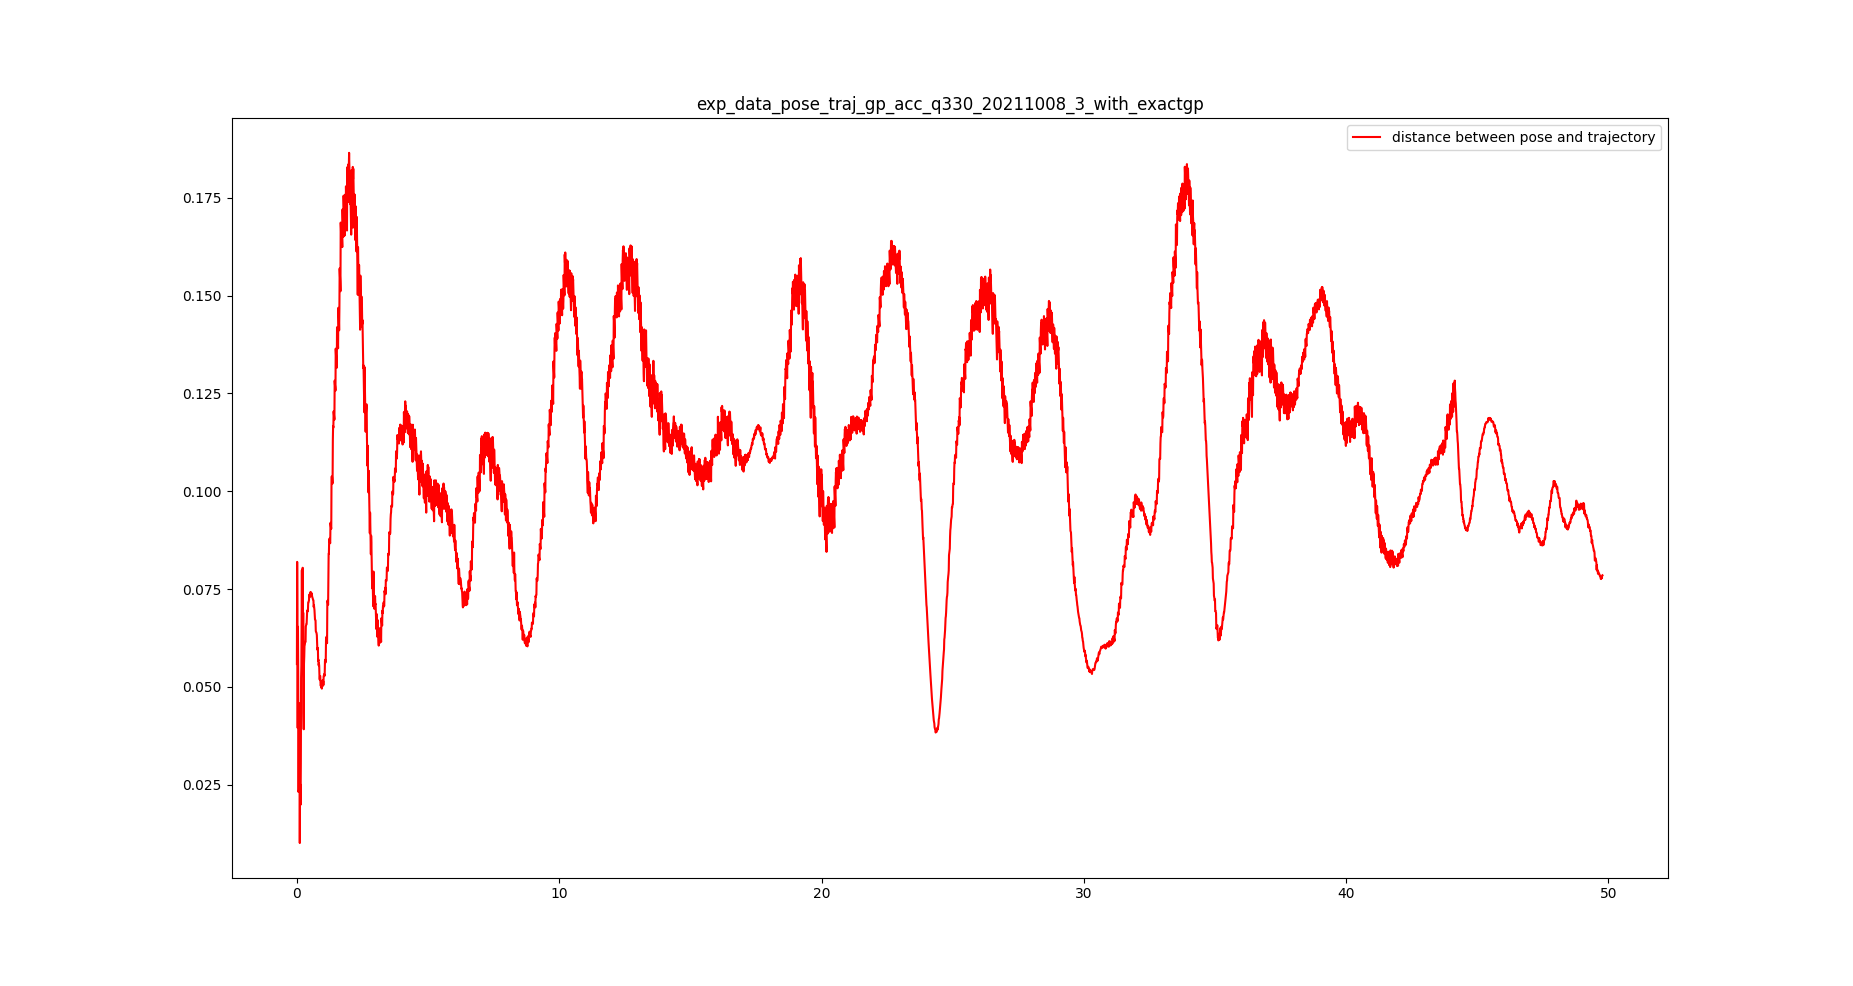 exp_data_pose_traj_gp_acc_q330_20211008_3_with_exactgp
distance between pose and trajectory
0.175
0.150
0.125
0.100
0.075
0.050
0.025
0 10 20 30 40 50